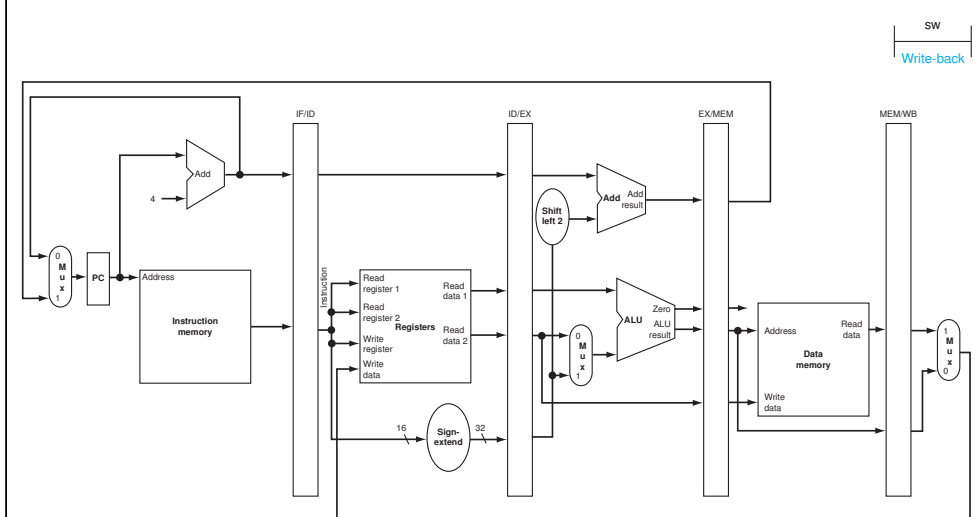 SW
Write-back
IF/ID
ID/EX
EX/MEM
MEM/WB
Add
4
Shift
left 2
Add
Add
result
0
M
u
x
1
PC
Address
Instruction
memory
Instruction
Read
register 1
Read
register 2
Write
register
Write
data
Registers
Read
data 1
Read
data 2
16
Sign-
extend
32
0
M
u
x
1
ALU
Zero
ALU
result
Address
Read
data
Data
memory
Write
data
1
M
u
x
0